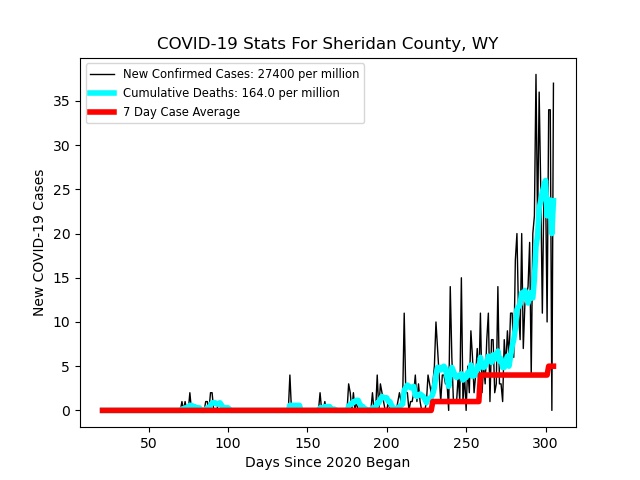 COVID-19 Stats For Sheridan County, WY
New Confirmed Cases: 27400 per million
Cumulative Deaths: 164.0 per million
7 Day Case Average
New COVID-19 Cases
35
30
25
20
15
10
5
0
50 100 150 200 250 300
Days Since 2020 Began